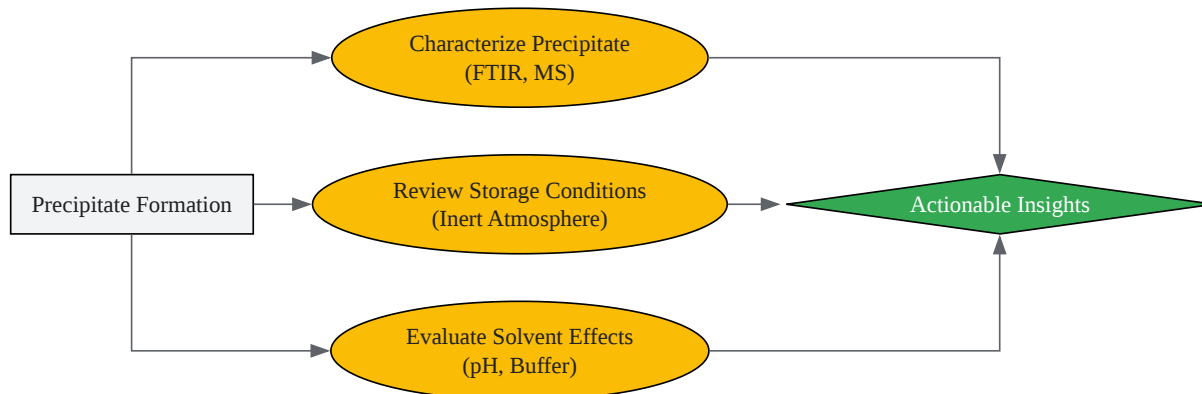 Characterize Precipitate
(FTIR, MS)
Precipitate Formation
Review Storage Conditions
(Inert Atmosphere)
Actionable Insights
Evaluate Solvent Effects
(pH, Buffer)